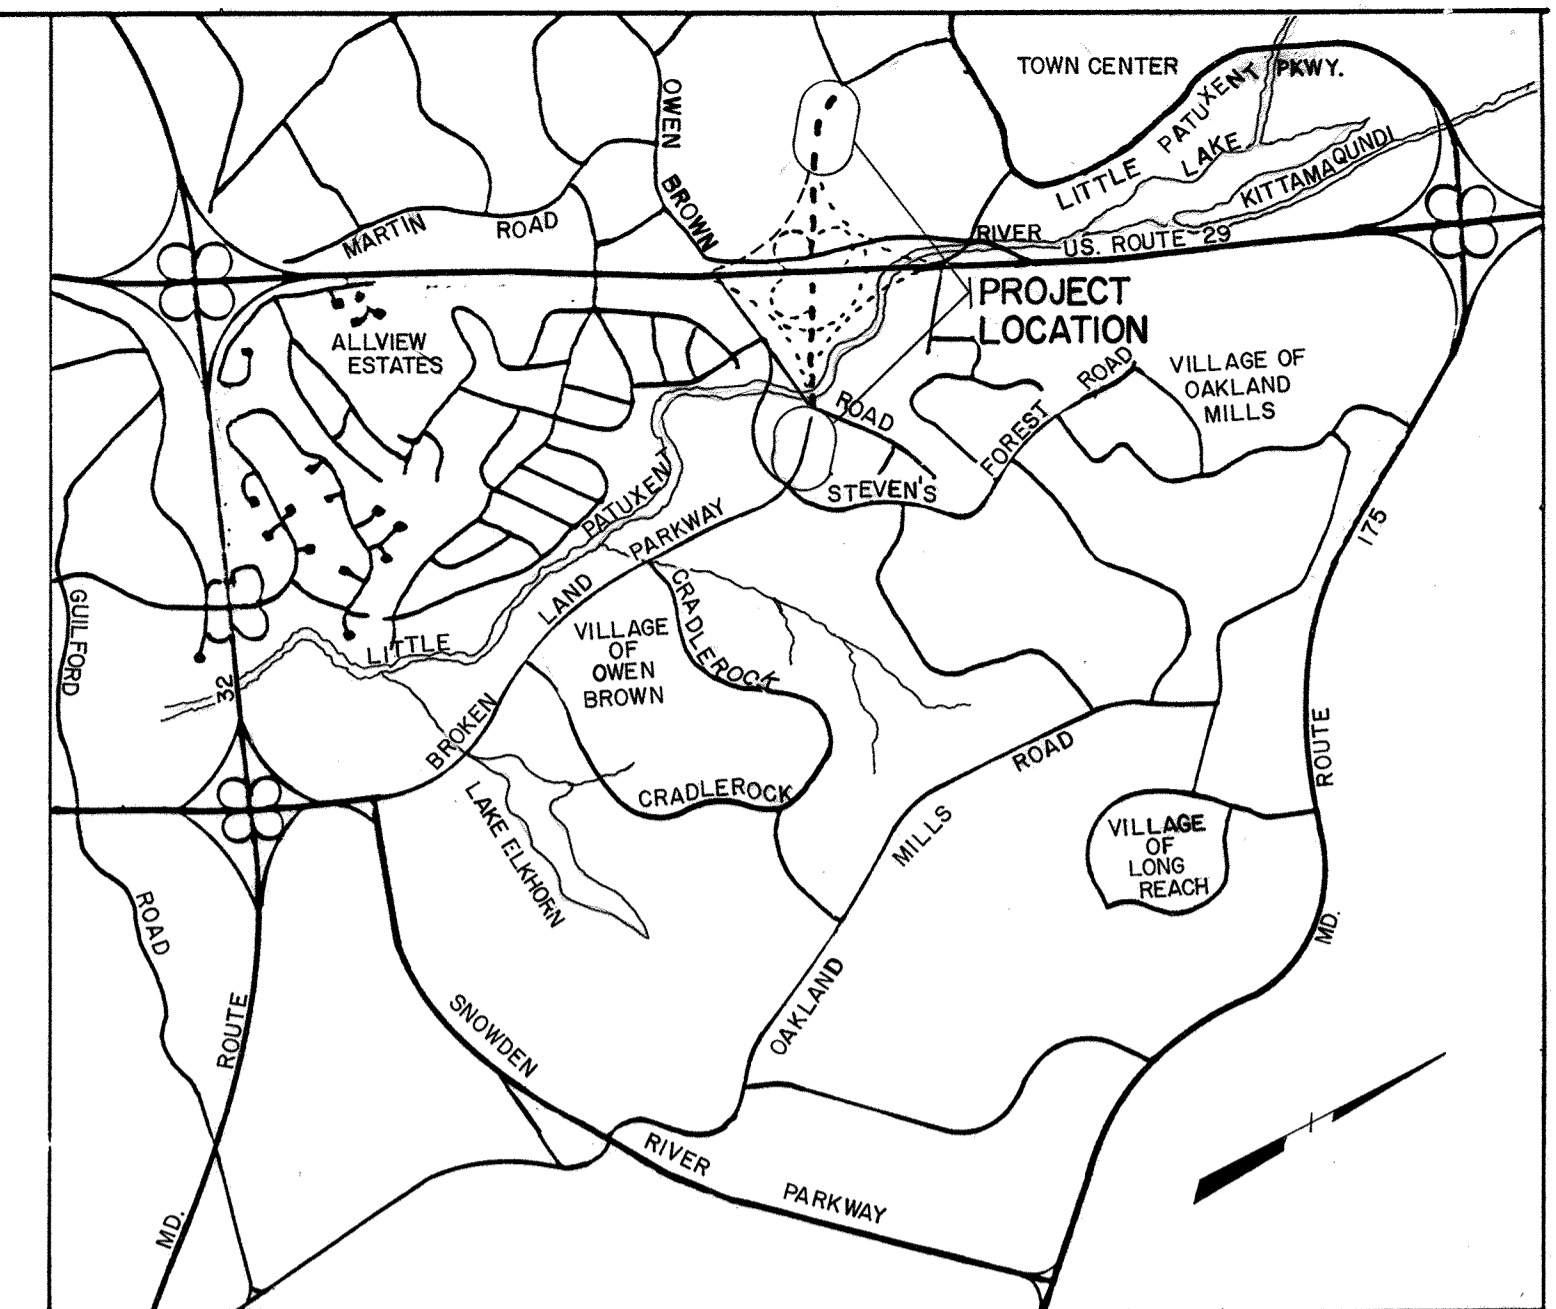 TOWN CENTER
LITTLE PATUXENT PKWY.
OWEN BROWN
LAKE
KITTAMAQUNDI
MARTIN ROAD
RIVER
U.S. ROUTE 29
PROJECT
LOCATION
ALLVIEW
ESTATES
VILLAGE OF
OAKLAND
MILLS
ROAD
FOREST ROAD
STEVEN'S
175
PATUXENT
PARKWAY
LAND
BROKEN
LITTLE
GUILFORD
32
VILLAGE
OF
OWEN
BROWN
CRADLEROCK
CRADLEROCK
LAKE ELKHORN
ROAD
MILLS
OAKLAND
ROUTE
VILLAGE
OF
LONG
REACH
MD.
ROAD
ROUTE
MD.
SNOWDEN
RIVER
PARKWAY